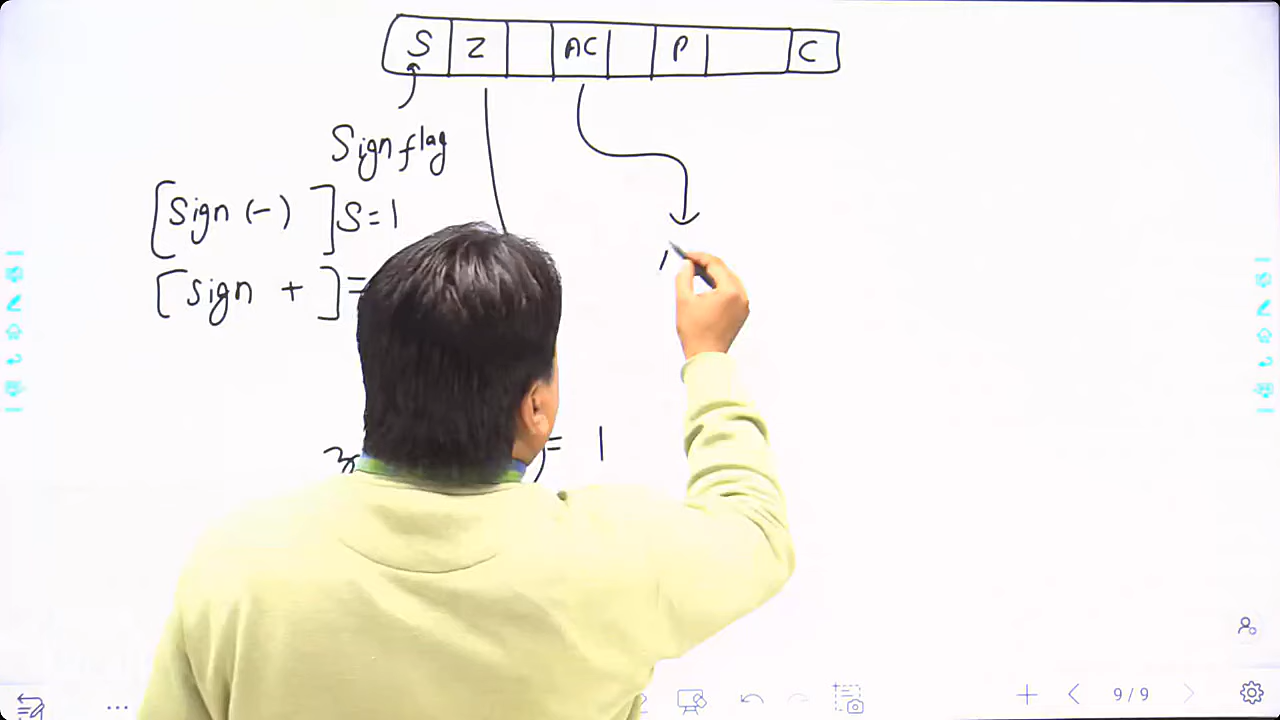 S Z AC P C
Sign flag
[Sign (-) ] S = 1
[Sign + ] =
) = 1
9/9